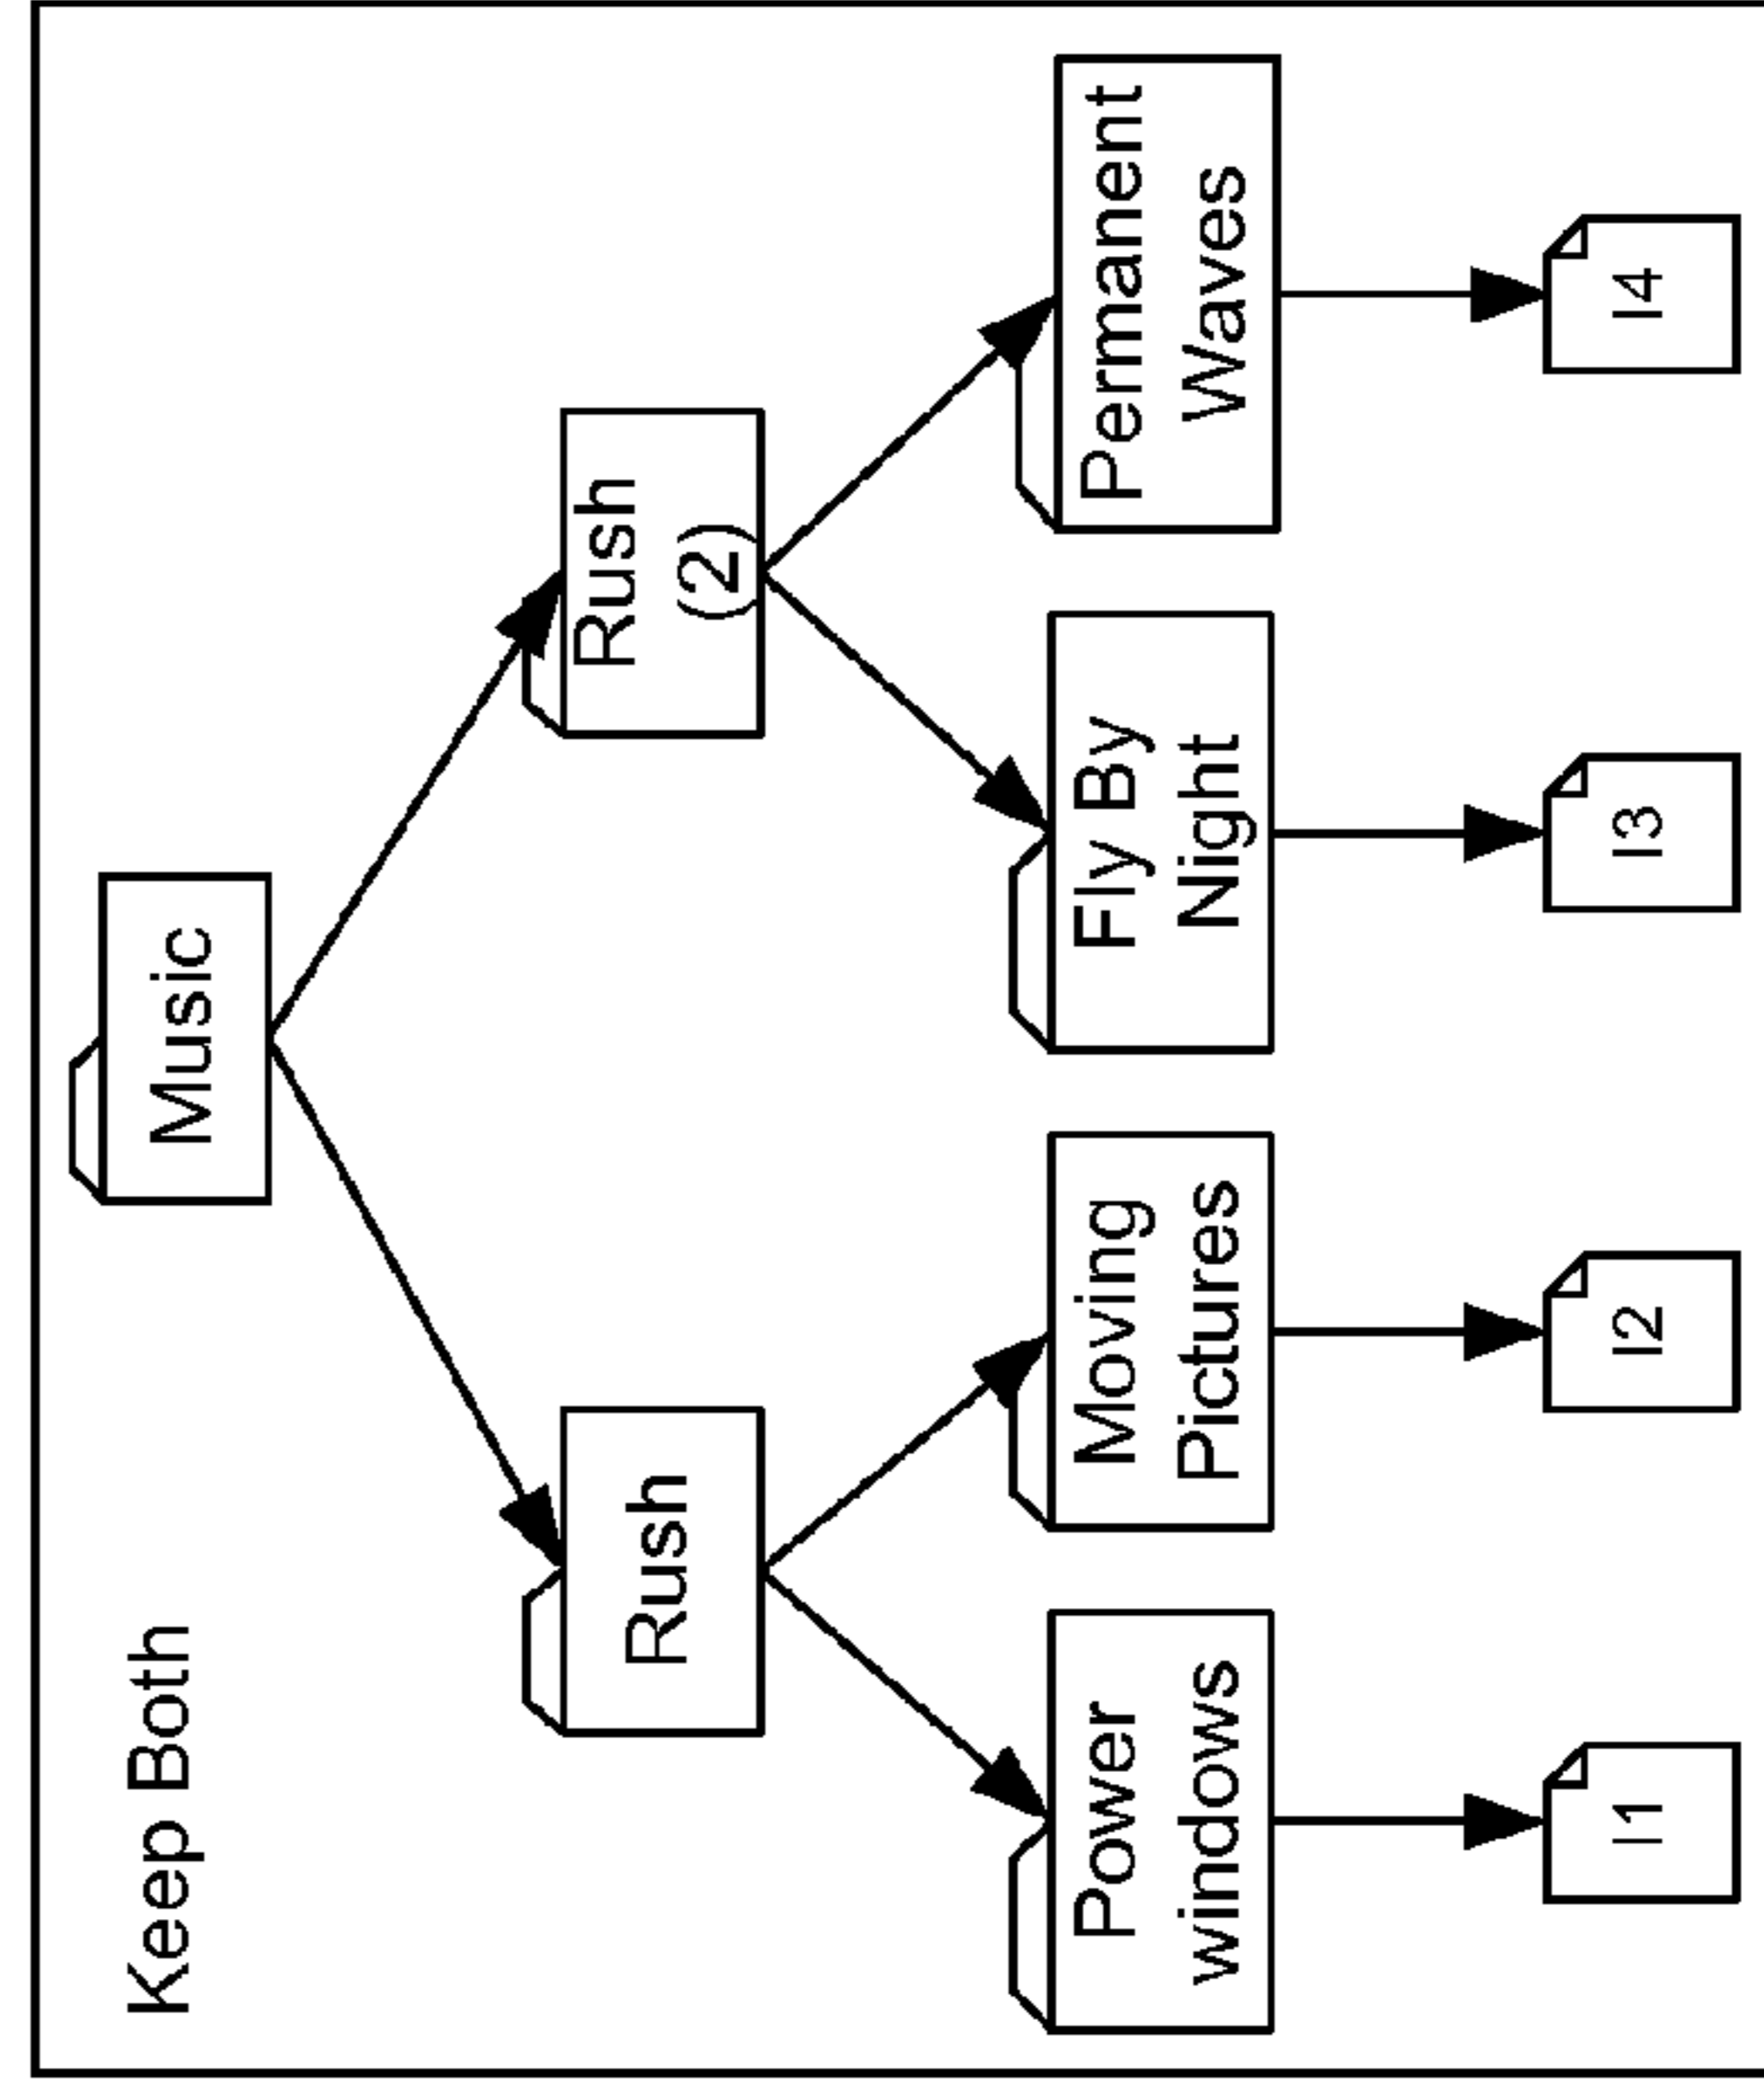 Keep Both
Music
Rush
Rush
(2)
Power
windows
Moving
Pictures
Fly By
Night
Permanent
Waves
I1
I2
I3
I4